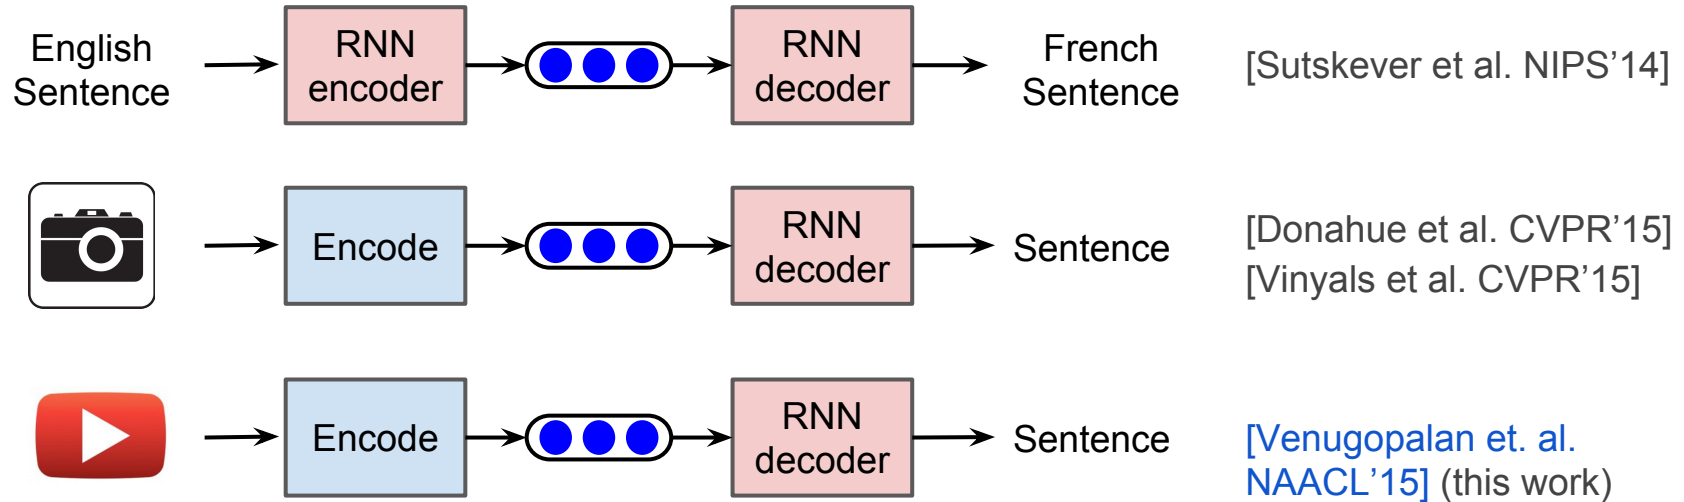 English
Sentence
RNN
encoder
RNN
decoder
French
Sentence
[Sutskever et al. NIPS’14]
Encode
RNN
decoder
Sentence
[Donahue et al. CVPR’15]
[Vinyals et al. CVPR’15]
Encode
RNN
decoder
Sentence
[Venugopalan et. al.
NAACL’15] (this work)